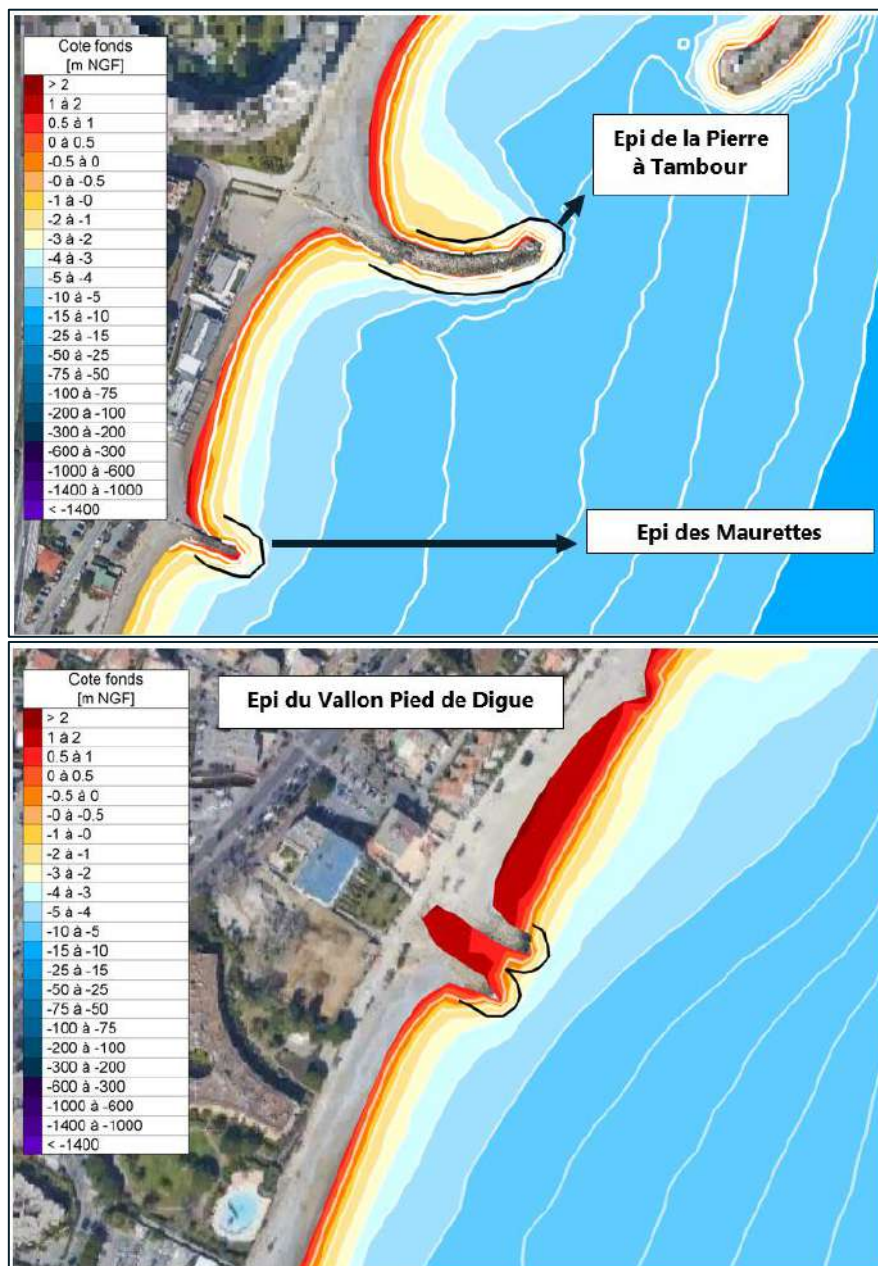 Cote fonds
[m NGF]
> 2
1 à 2
0.5 à 1
0 à 0.5
-0.5 à 0
-0 à -0.5
-1 à -0
-2 à -1
-3 à -2
-4 à -3
-5 à -4
-10 à -5
-15 à -10
-25 à -15
-50 à -25
-75 à -50
-100 à -75
-200 à -100
-300 à -200
-600 à -300
-1000 à -600
-1400 à -1000
< -1400
Epi de la Pierre
à Tambour
Epi des Maurettes
Cote fonds
[m NGF]
> 2
1 à 2
0.5 à 1
0 à 0.5
-0.5 à 0
-0 à -0.5
-1 à -0
-2 à -1
-3 à -2
-4 à -3
-5 à -4
-10 à -5
-15 à -10
-25 à -15
-50 à -25
-75 à -50
-100 à -75
-200 à -100
-300 à -200
-600 à -300
-1000 à -600
-1400 à -1000
< -1400
Epi du Vallon Pied de Digue